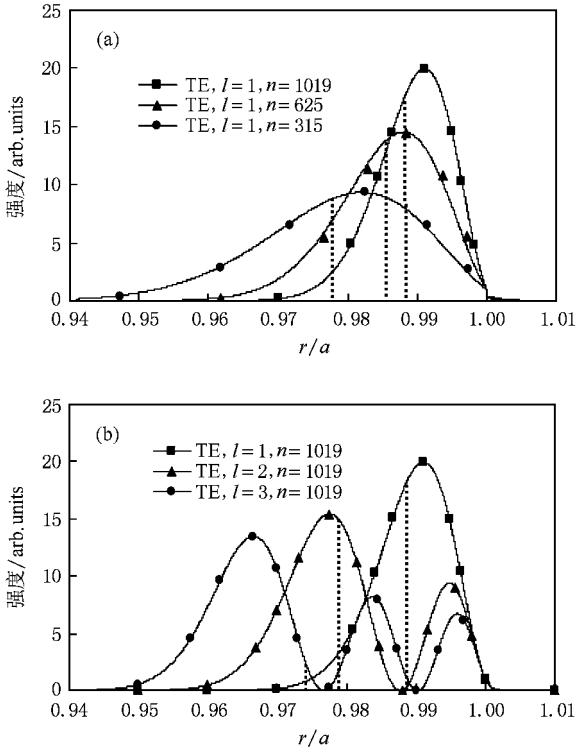 (a)
25
20
15
10
5
0
强度/arb.units
TE, l=1, n=1019
TE, l=1, n=625
TE, l=1, n=315
0.94 0.95 0.96 0.97 0.98 0.99 1.00 1.01
r/a
(b)
25
20
15
10
5
0
强度/arb.units
TE, l=1, n=1019
TE, l=2, n=1019
TE, l=3, n=1019
0.94 0.95 0.96 0.97 0.98 0.99 1.00 1.01
r/a